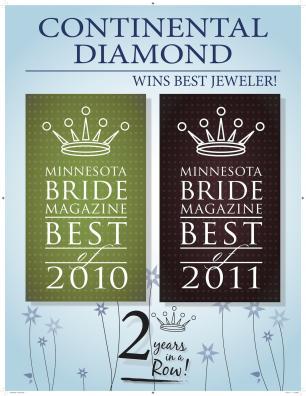 CONTINENTAL
DIAMOND
WINS BEST JEWELER!
MINNESOTA
BRIDE
MAGAZINE
BEST
of
2010
MINNESOTA
BRIDE
MAGAZINE
BEST
of
2011
2 years
in a
Row!